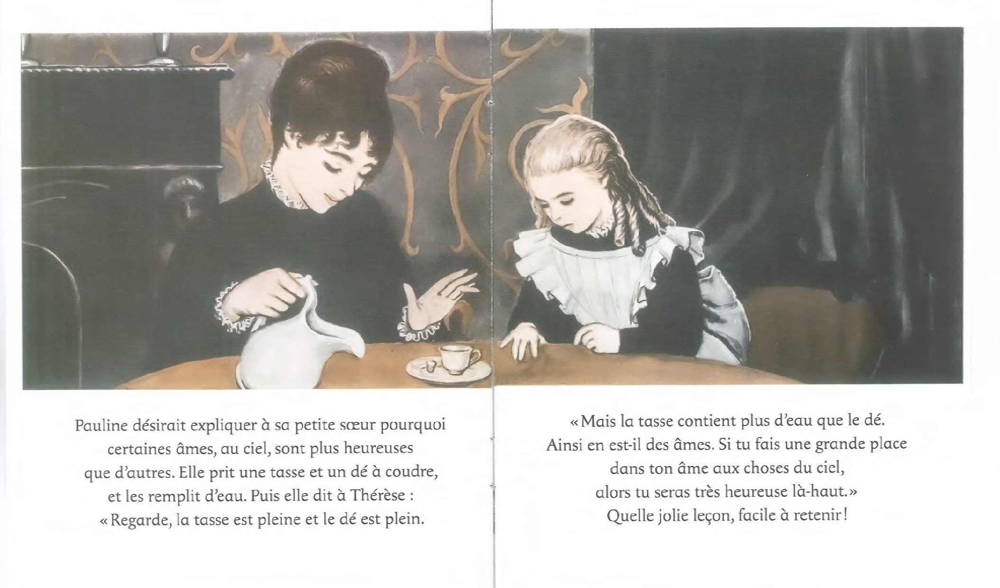 Pauline désirait expliquer à sa petite sœur pourquoi
certaines âmes, au ciel, sont plus heureuses
que d’autres. Elle prit une tasse et un dé à coudre,
et les remplit d’eau. Puis elle dit à Thérèse :
« Regarde, la tasse est pleine et le dé est plein.
« Mais la tasse contient plus d’eau que le dé.
Ainsi en est-il des âmes. Si tu fais une grande place
dans ton âme aux choses du ciel,
alors tu seras très heureuse là-haut. »
Quelle jolie leçon, facile à retenir !